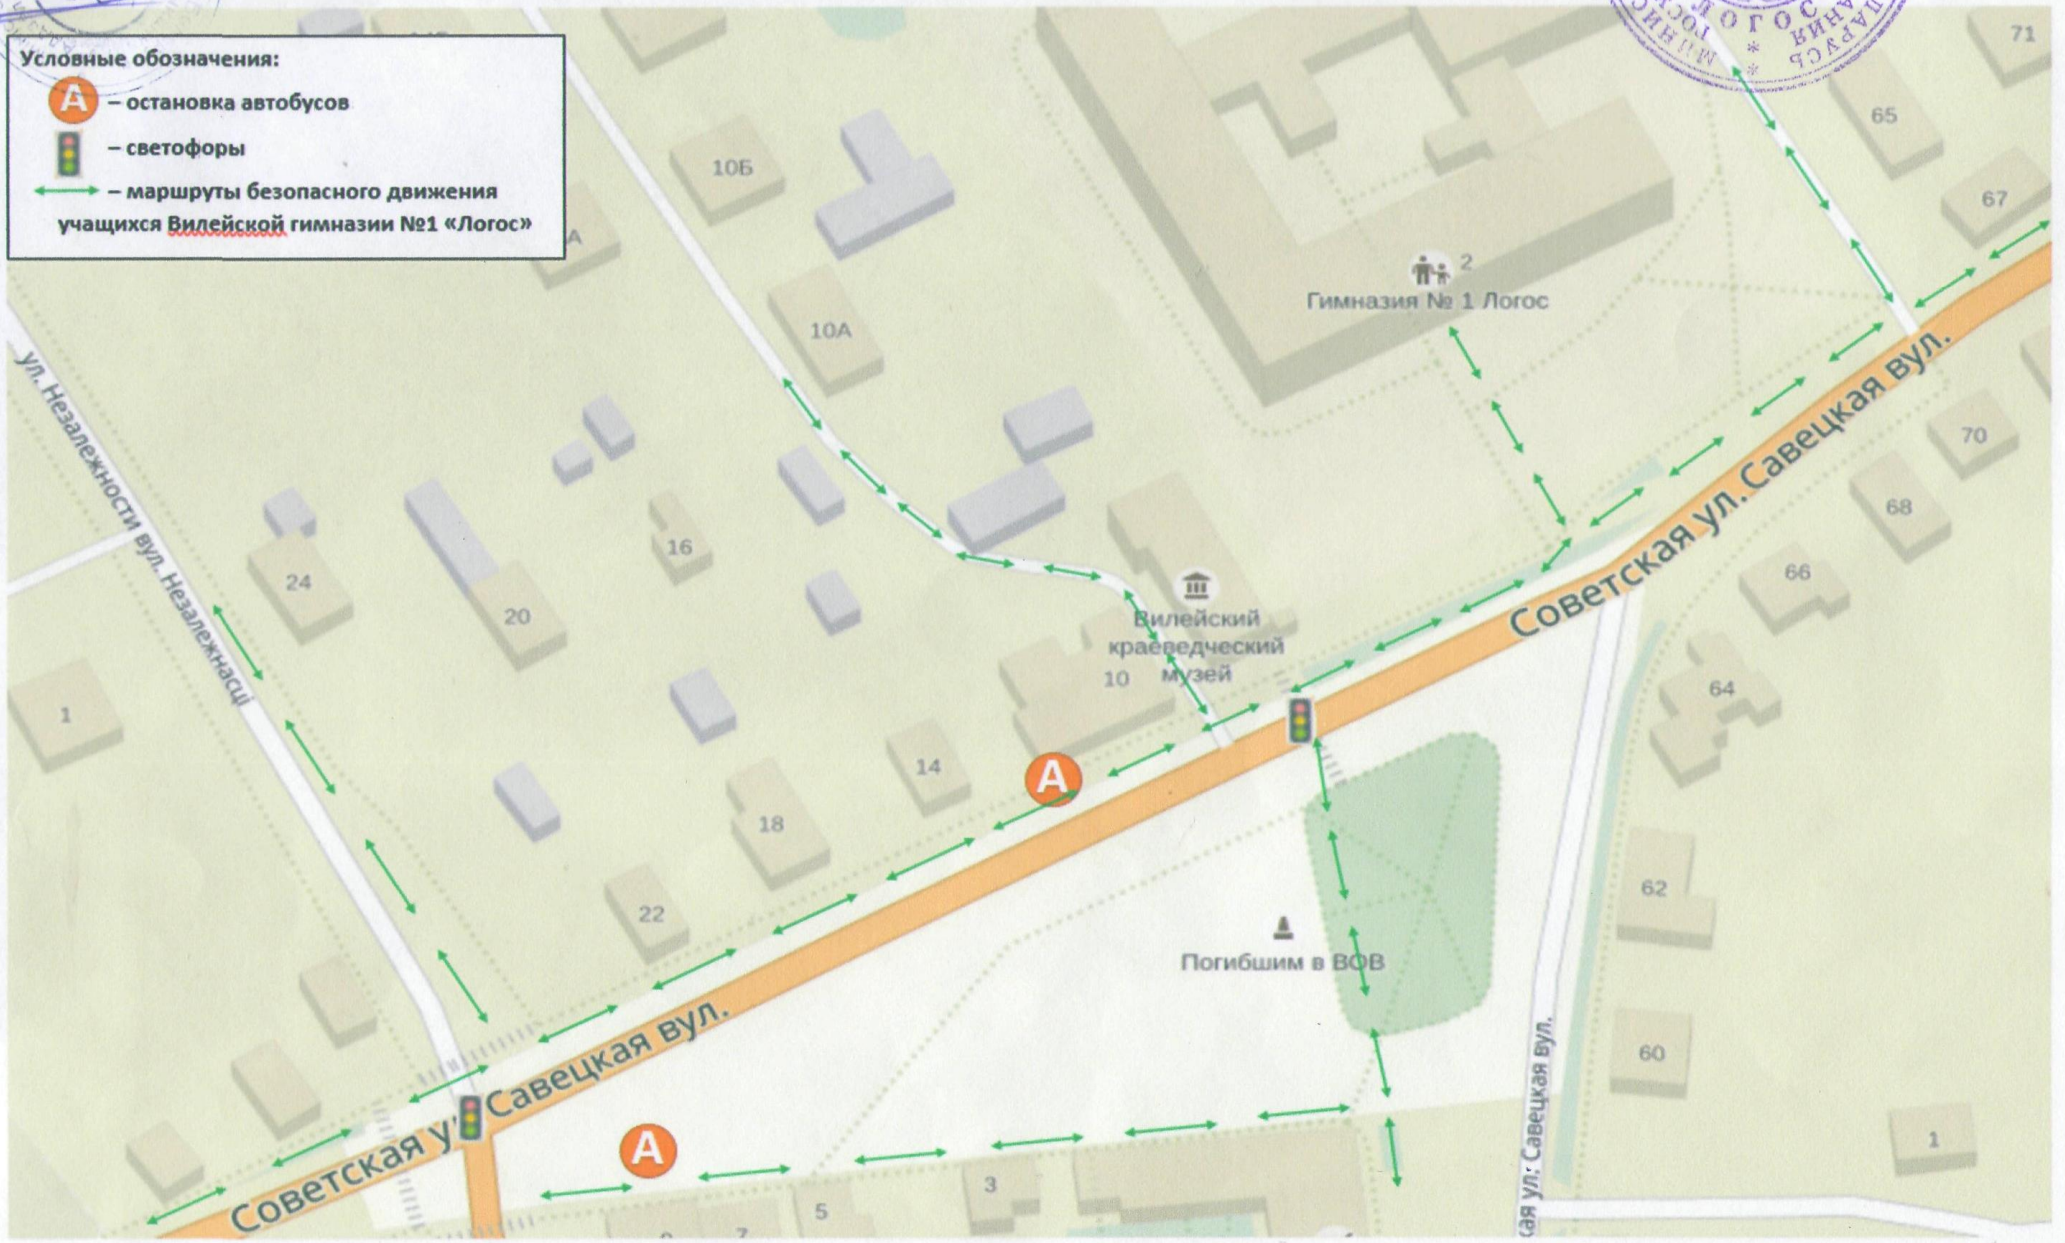 Условные обозначения:
А – остановка автобусов
– светофоры
– маршруты безопасного движения
учащихся Вилейской гимназии №1 «Логос»
А
10Б
10А
2
Гимназия № 1 Логос
71
65
67
70
68
66
64
62
60
1
ул. Незалежности вул. Незалежнасці
24
20
16
1
Вилейский
краеведческий
музей
10
14
18
22
А
Советская ул. Савецкая вул.
Погибшим в ВОВ
Советская у Савецкая вул.
А
3
5
7
кая ул. Савецкая вул.
ЛОГОС